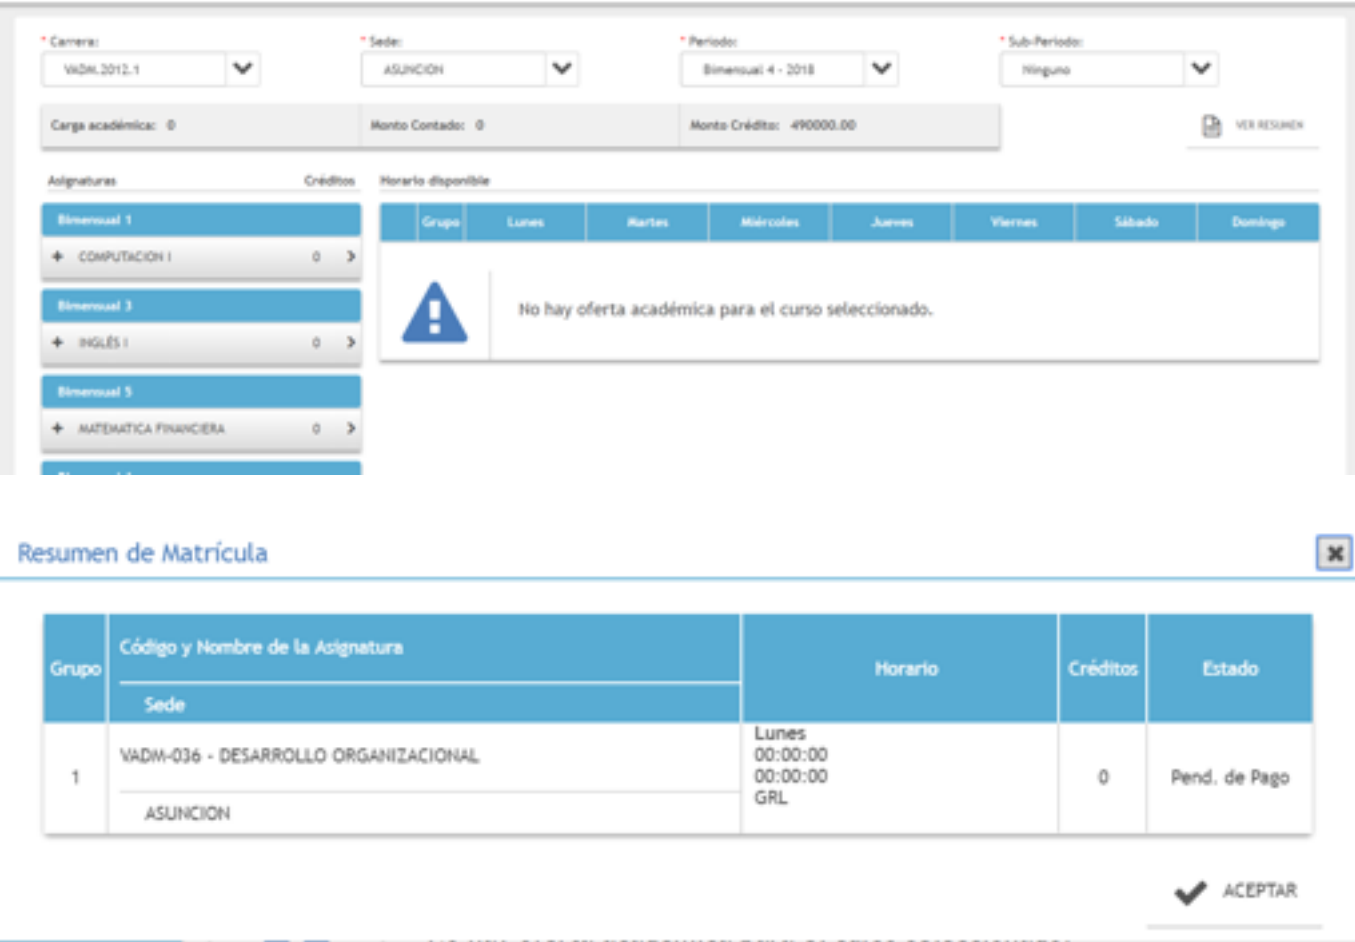 * Carrera: * Sede: * Periodo: * Sub-Periodo:
VADM.2012.1 ASUNCION Bimensual 4 - 2018 Ninguno
Carga académica: 0 Monto Contado: 0 Monto Crédito: 490000.00 VER RESUMEN
Asignaturas Créditos Horario disponible
Bimensual 1 Grupo Lunes Martes Miércoles Jueves Viernes Sábado Domingo
+ COMPUTACION I 0
Bimensual 3
No hay oferta académica para el curso seleccionado.
+ INGLÉS I 0
Bimensual 5
+ MATEMATICA FINANCIERA 0
Resumen de Matrícula
Grupo Código y Nombre de la Asignatura Horario Créditos Estado
Sede
1 VADM-036 - DESARROLLO ORGANIZACIONAL Lunes 0 Pend. de Pago
00:00:00
00:00:00
GRL
ASUNCION
ACEPTAR